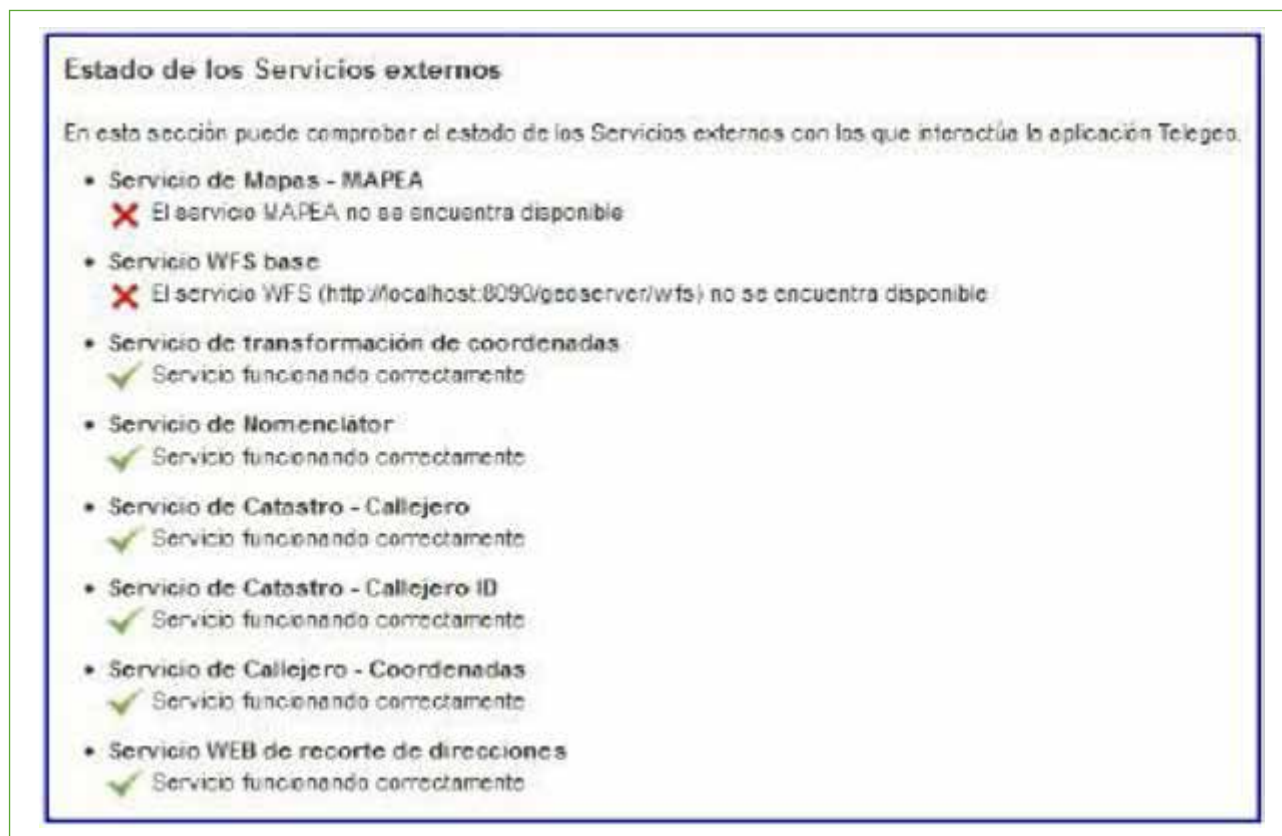 Estado de los Servicios externos
En esta sección puede comprobar el estado de los Servicios externos con los que interactúa la aplicación Telegeo.
• Servicio de Mapas - MAPEA
El servicio MAPEA no se encuentra disponible
• Servicio WFS base
El servicio WFS (http://localhost:8090/geoserver/wfs) no se encuentra disponible
• Servicio de transformación de coordenadas
Servicio funcionando correctamente
• Servicio de Nomenclátor
Servicio funcionando correctamente
• Servicio de Catastro - Callejero
Servicio funcionando correctamente
• Servicio de Catastro - Callejero ID
Servicio funcionando correctamente
• Servicio de Callejero - Coordenadas
Servicio funcionando correctamente
• Servicio WEB de recorte de direcciones
Servicio funcionando correctamente